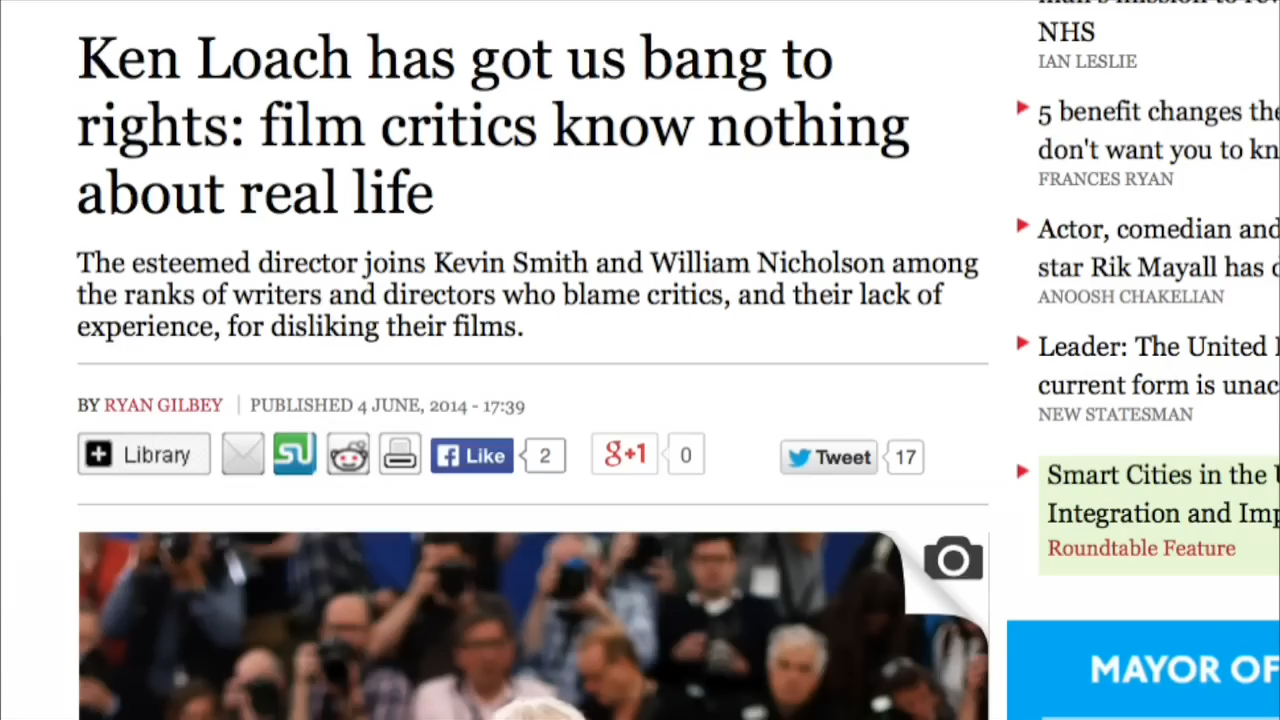 Ken Loach has got us bang to
rights: film critics know nothing
about real life
The esteemed director joins Kevin Smith and William Nicholson among
the ranks of writers and directors who blame critics, and their lack of
experience, for disliking their films.
BY RYAN GILBEY | PUBLISHED 4 JUNE, 2014 - 17:39
Library
Like 2
g+1 0
Tweet 17
NHS
IAN LESLIE
5 benefit changes the
don't want you to kn
FRANCES RYAN
Actor, comedian and
star Rik Mayall has d
ANOOSH CHAKELIAN
Leader: The United
current form is unac
NEW STATESMAN
Smart Cities in the U
Integration and Imp
Roundtable Feature
MAYOR OF